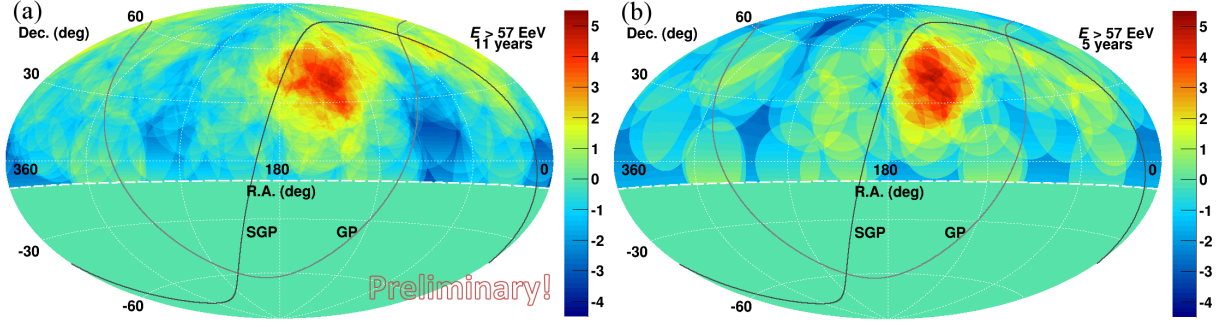 (a)
60
Dec. (deg)
E > 57 EeV
11 years
30
360
180
0
R.A. (deg)
SGP
GP
-30
-60
Preliminary!
5
4
3
2
1
0
-1
-2
-3
-4
(b)
60
Dec. (deg)
E > 57 EeV
5 years
30
360
180
0
R.A. (deg)
SGP
GP
-30
-60
5
4
3
2
1
0
-1
-2
-3
-4